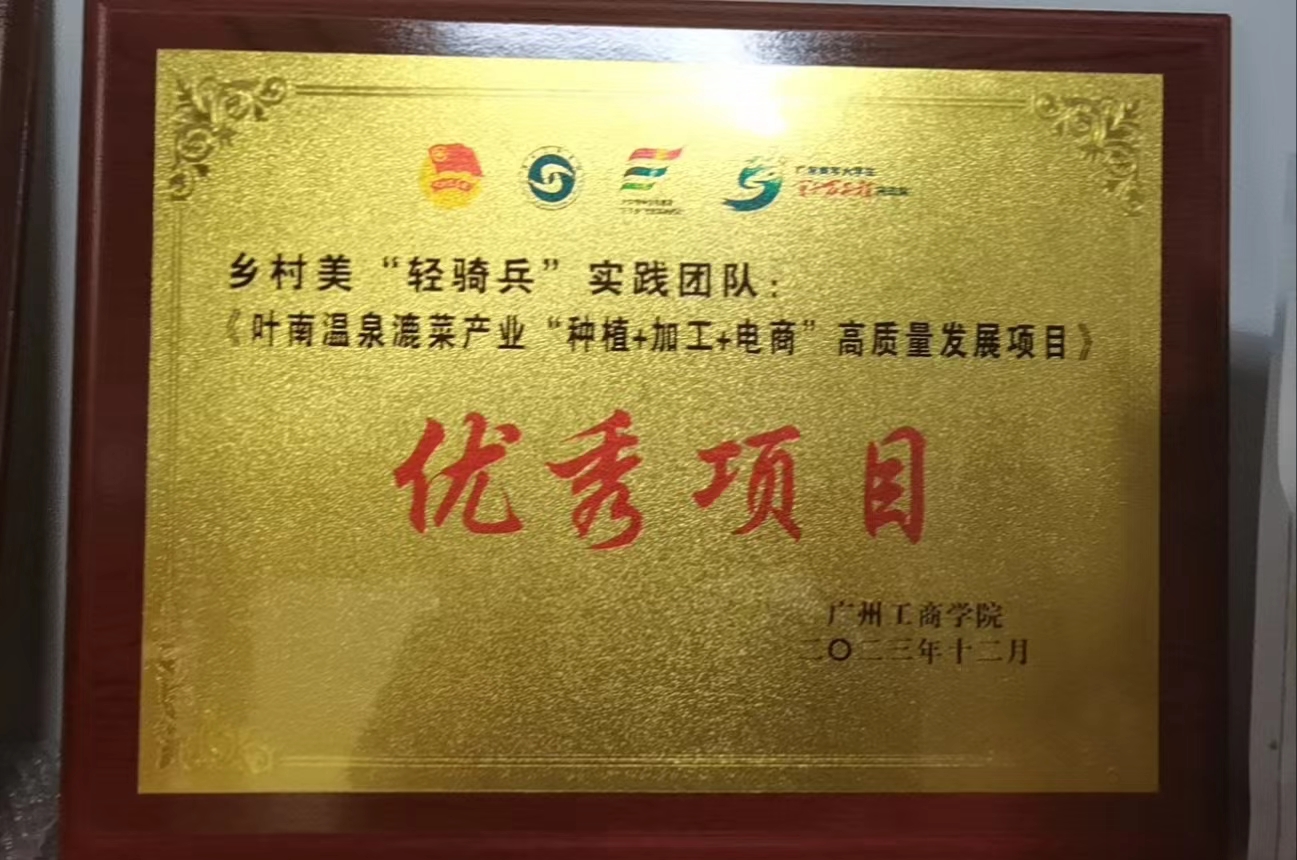 乡村美“轻骑兵”实践团队：
《叶南温泉漉菜产业“种植+加工+电商”高质量发展项目》
优秀项目
广州工商学院
二〇二三年十二月